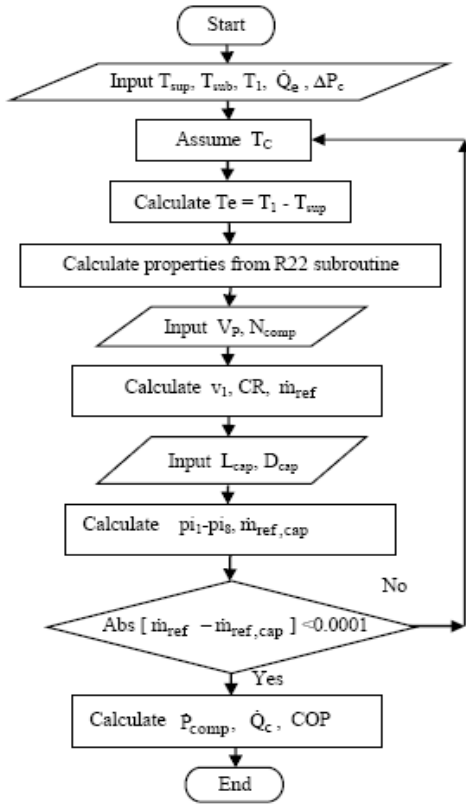 Start
Input T_sup, T_sub, T_1, Q̇_e , ΔP_c
Assume T_C
Calculate Te = T_1 - T_sup
Calculate properties from R22 subroutine
Input V_P, N_comp
Calculate v_1, CR, ṁ_ref
Input L_cap, D_cap
Calculate pi_1-pi_8, ṁ_ref,cap
No
Abs [ ṁ_ref – ṁ_ref,cap ] <0.0001
Yes
Calculate Ṗ_comp, Q̇_c , COP
End